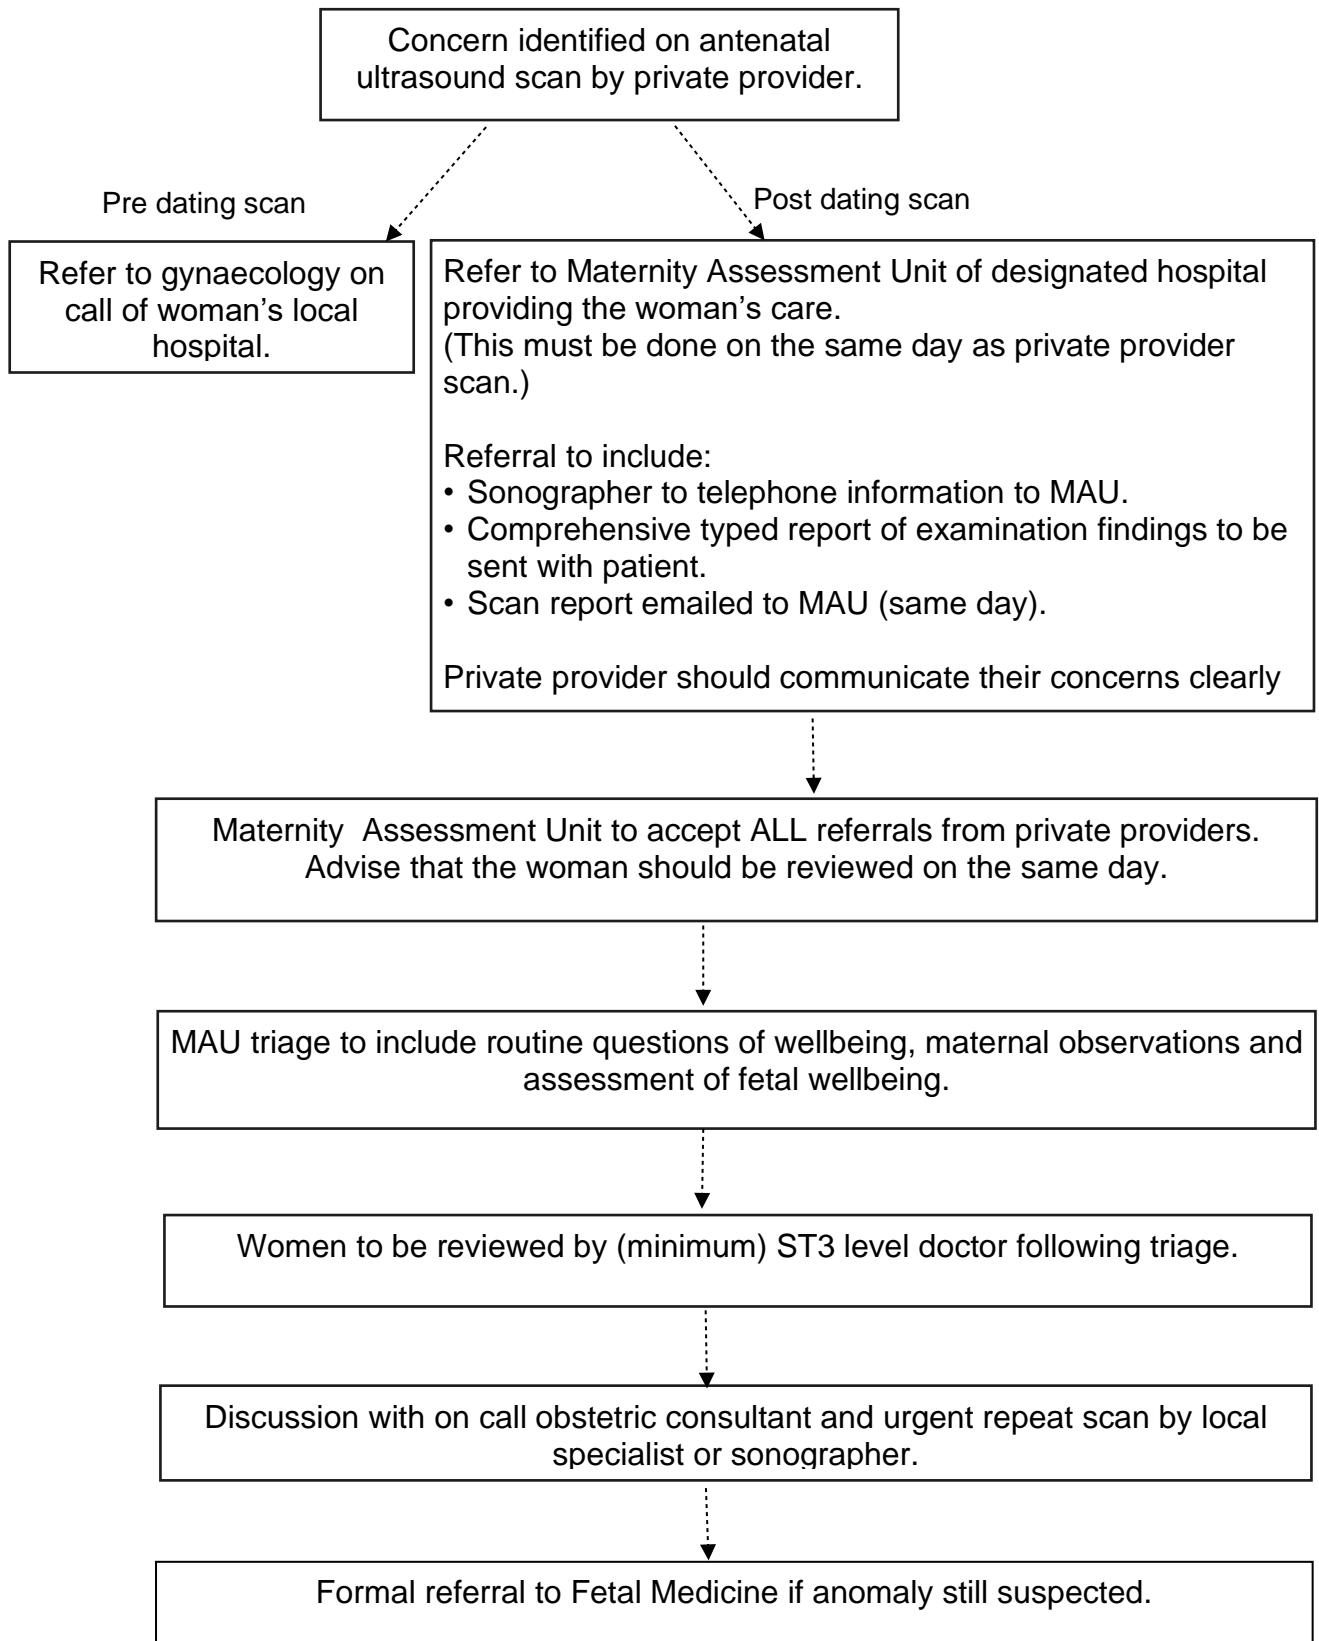 Concern identified on antenatal
ultrasound scan by private provider.
Pre dating scan
Post dating scan
Refer to gynaecology on
call of woman’s local
hospital.
Refer to Maternity Assessment Unit of designated hospital
providing the woman’s care.
(This must be done on the same day as private provider
scan.)
Referral to include:
• Sonographer to telephone information to MAU.
• Comprehensive typed report of examination findings to be
sent with patient.
• Scan report emailed to MAU (same day).
Private provider should communicate their concerns clearly
Maternity  Assessment Unit to accept ALL referrals from private providers.
Advise that the woman should be reviewed on the same day.
MAU triage to include routine questions of wellbeing, maternal observations and
assessment of fetal wellbeing.
Women to be reviewed by (minimum) ST3 level doctor following triage.
Discussion with on call obstetric consultant and urgent repeat scan by local
specialist or sonographer.
Formal referral to Fetal Medicine if anomaly still suspected.